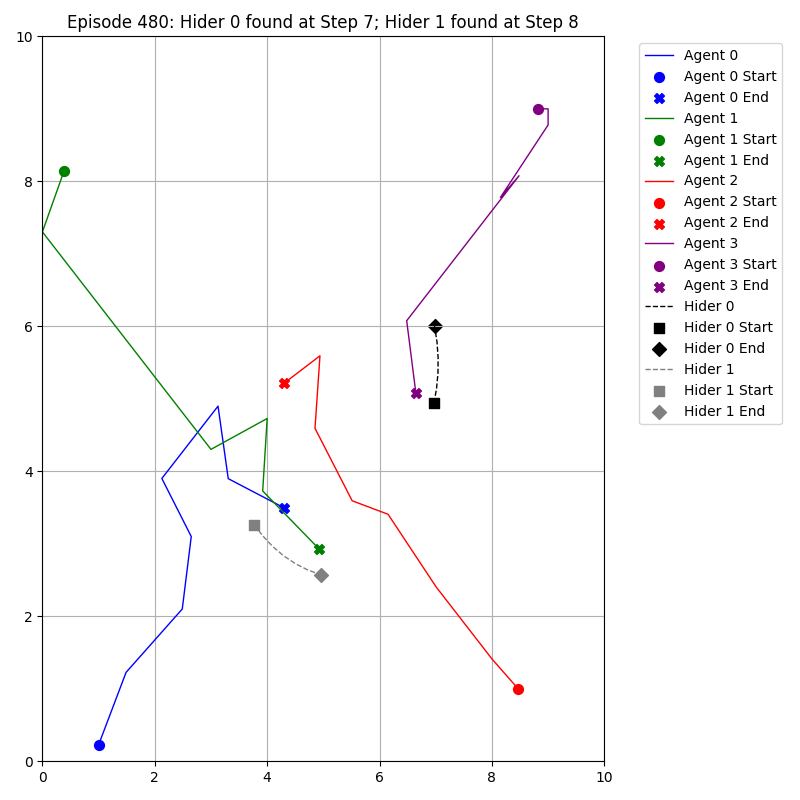 Episode 480: Hider 0 found at Step 7; Hider 1 found at Step 8
10
8
6
4
2
0
0
2
4
6
8
10
Agent 0
Agent 0 Start
Agent 0 End
Agent 1
Agent 1 Start
Agent 1 End
Agent 2
Agent 2 Start
Agent 2 End
Agent 3
Agent 3 Start
Agent 3 End
Hider 0
Hider 0 Start
Hider 0 End
Hider 1
Hider 1 Start
Hider 1 End